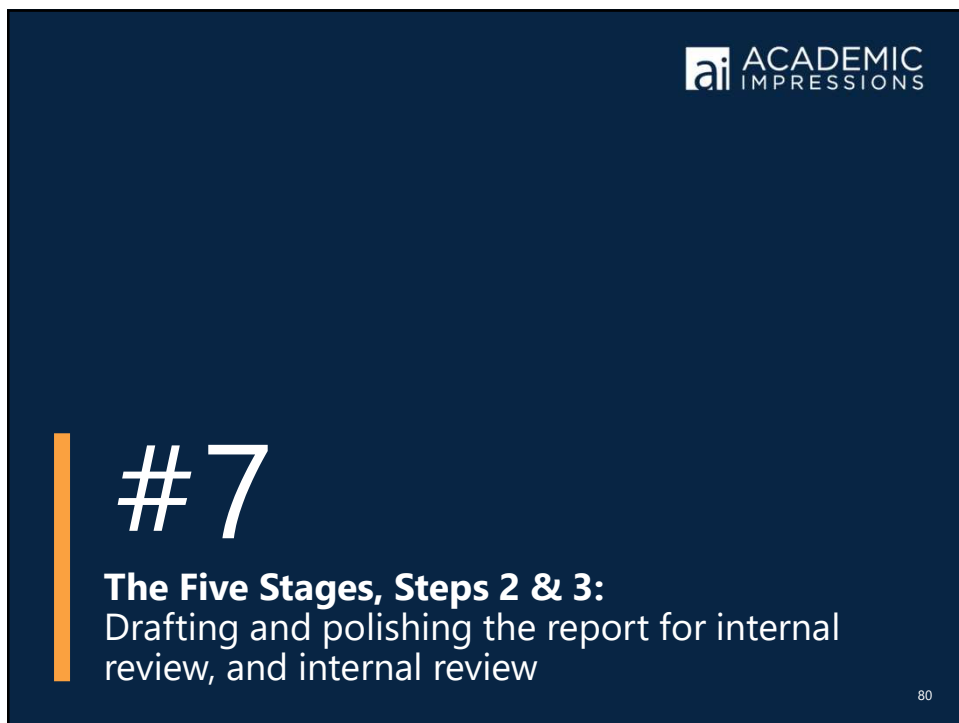 ai ACADEMIC
IMPRESSIONS
#7
The Five Stages, Steps 2 & 3:
Drafting and polishing the report for internal
review, and internal review
80